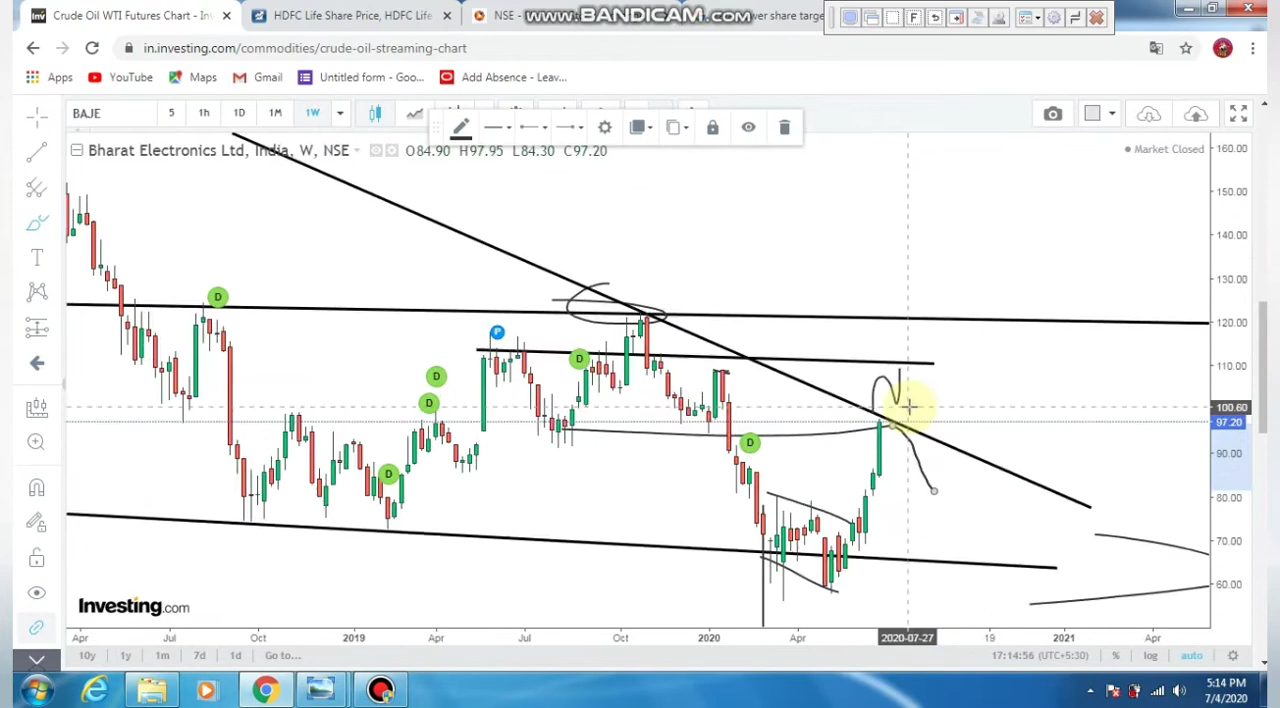 Crude Oil WTI Futures Chart - Inv
HDFC Life Share Price, HDFC Life
NSE -
www.BANDICAM.com
ver share targe
F
in.investing.com/commodities/crude-oil-streaming-chart
Apps
YouTube
Maps
Gmail
Untitled form - Goo...
Add Absence - Leav...
BAJE
5
1h
1D
1M
1W
Bharat Electronics Ltd, India, W, NSE
O84.90 H97.95 L84.30 C97.20
Market Closed
160.00
150.00
140.00
130.00
120.00
110.00
100.60
97.20
90.00
80.00
70.00
60.00
D
P
D
D
D
D
D
T
Investing.com
Apr
Jul
Oct
2019
Apr
Jul
Oct
2020
Apr
2020-07-27
19
2021
Apr
10y
1y
1m
7d
1d
Go to...
17:14:56 (UTC+5:30)
%
log
auto
5:14 PM
7/4/2020